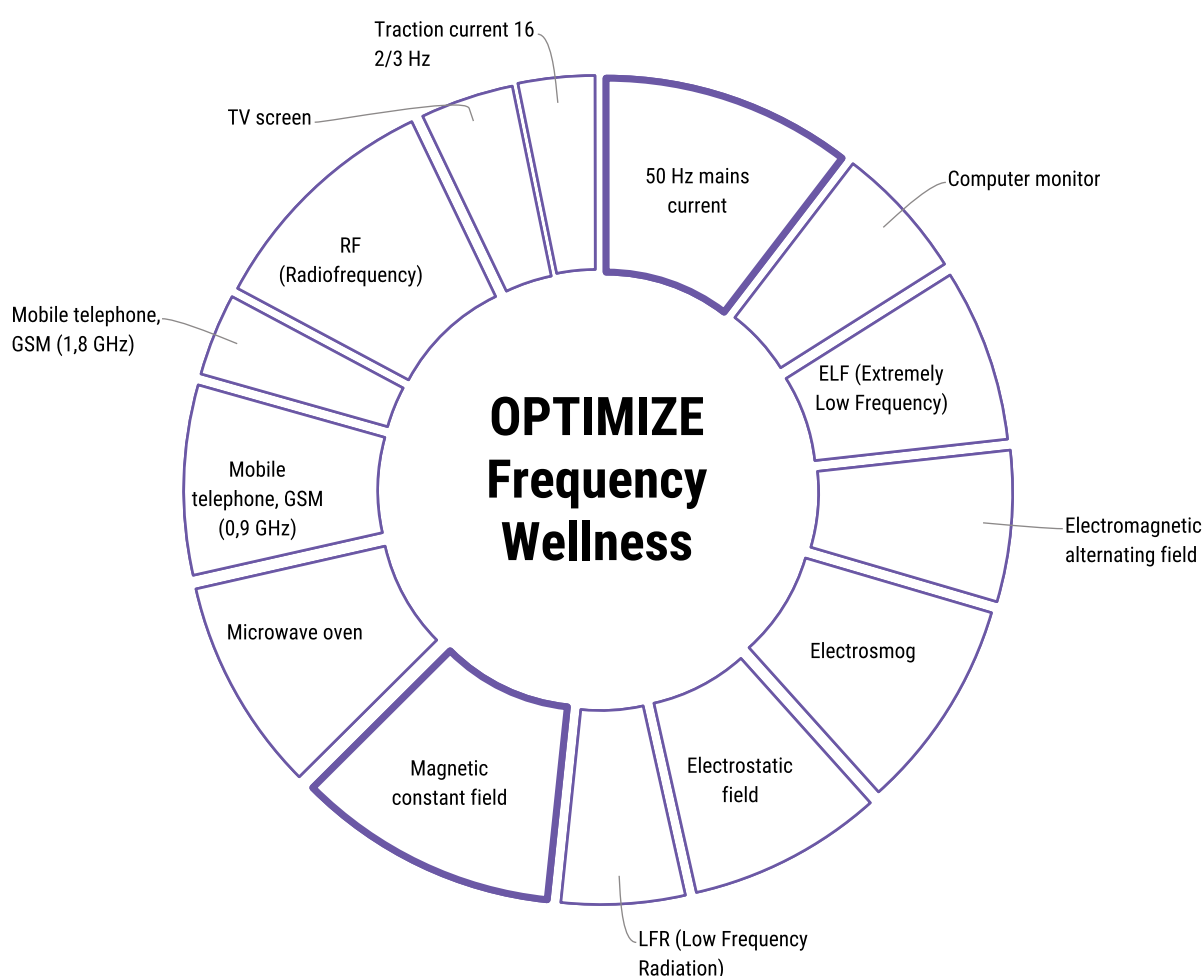 Traction current 16
2/3 Hz
TV screen
50 Hz mains
current
Computer monitor
RF
(Radiofrequency)
Mobile telephone,
GSM (1,8 GHz)
ELF (Extremely
Low Frequency)
OPTIMIZE
Frequency
Wellness
Mobile
telephone, GSM
(0,9 GHz)
Electromagnetic
alternating field
Microwave oven
Electrosmog
Magnetic
constant field
Electrostatic
field
LFR (Low Frequency
Radiation)